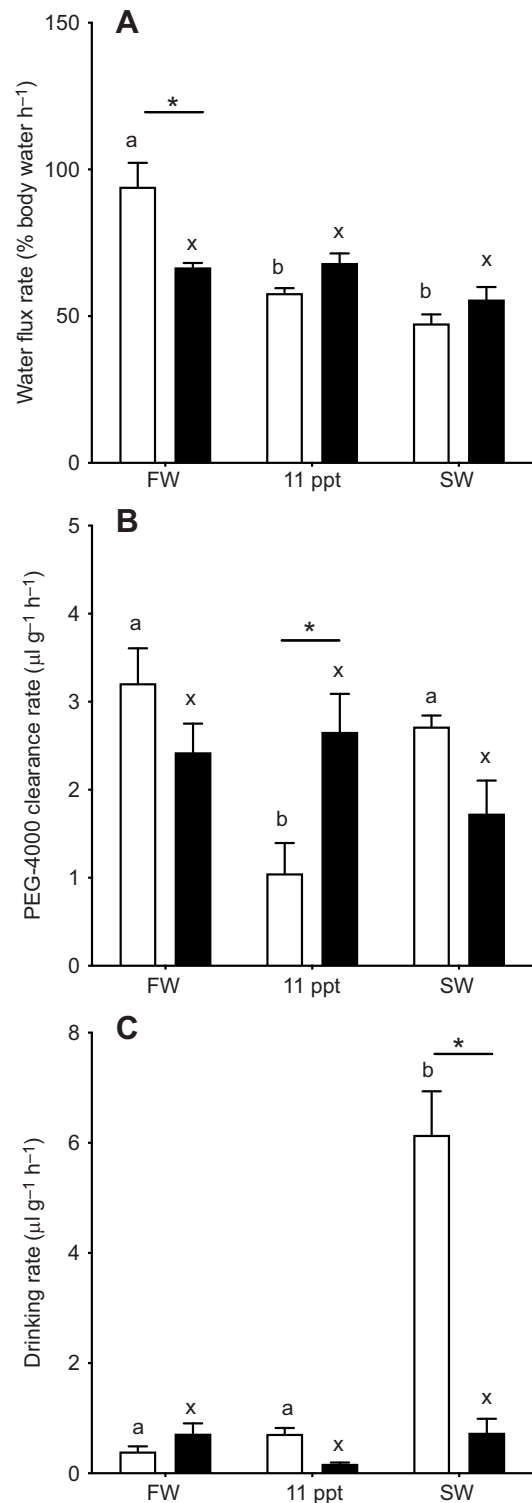 A
150
100
50
0
Water flux rate (% body water h⁻¹)
*
a
x
b
x
b
x
FW
11 ppt
SW
B
5
4
3
2
1
0
PEG-4000 clearance rate (µl g⁻¹ h⁻¹)
a
x
*
b
x
a
x
FW
11 ppt
SW
C
8
6
4
2
0
Drinking rate (µl g⁻¹ h⁻¹)
a
x
a
x
*
b
x
FW
11 ppt
SW